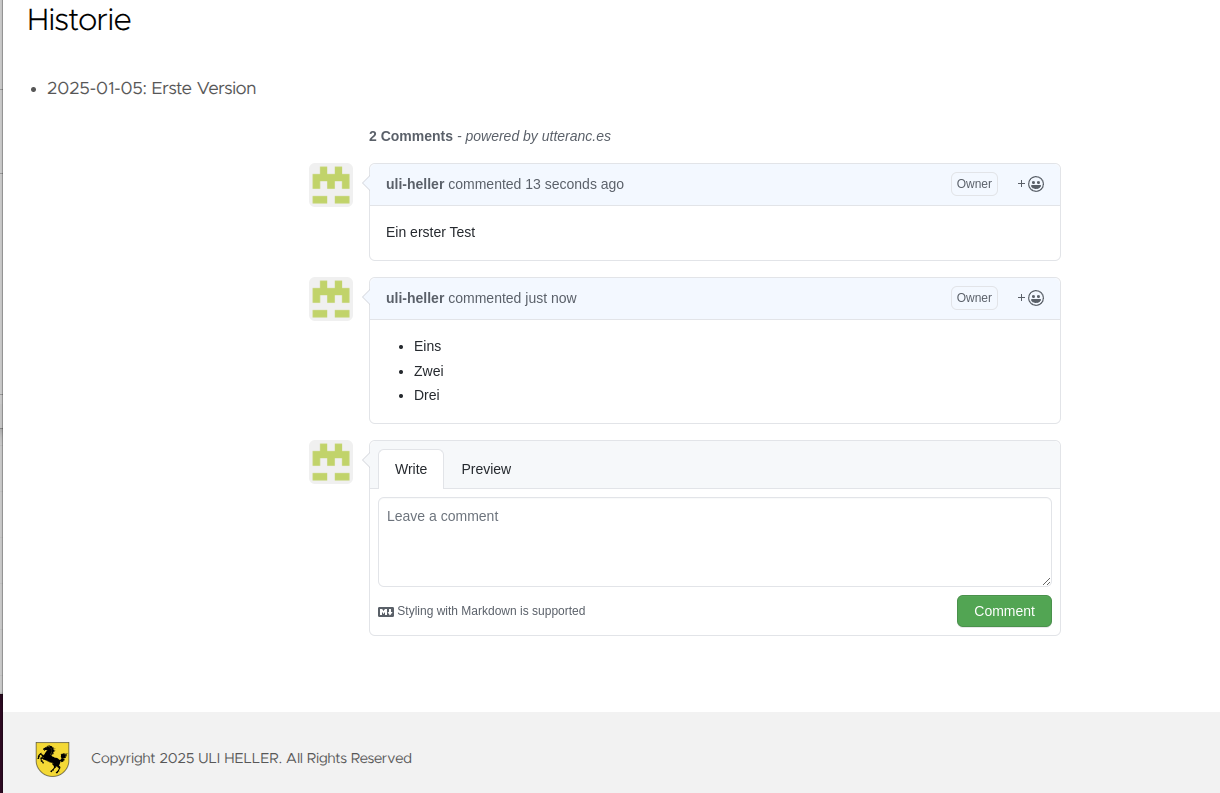 Historie
2025-01-05: Erste Version
2 Comments - powered by utteranc.es
uli-heller commented 13 seconds ago Owner +
Ein erster Test
uli-heller commented just now Owner +
Eins
Zwei
Drei
Write Preview
Leave a comment
Styling with Markdown is supported Comment
Copyright 2025 ULI HELLER. All Rights Reserved